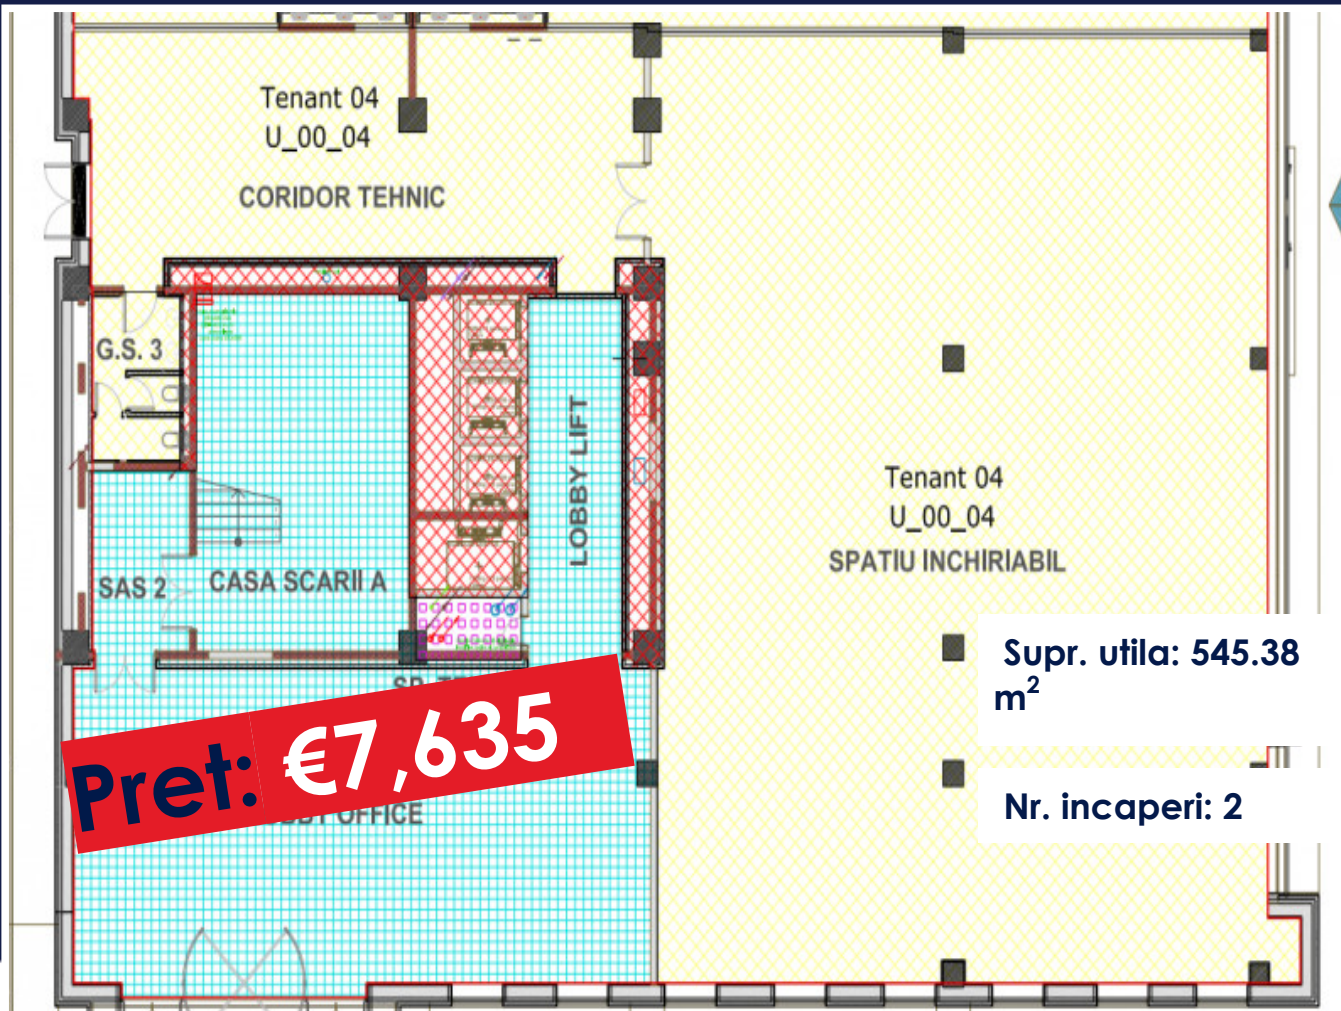 Tenant 04
U_00_04
CORIDOR TEHNIC
G.S. 3
LOBBY LIFT
Tenant 04
U_00_04
SPATIU INCHIRIABIL
SAS 2
CASA SCARII A
Supr. utila: 545.38
m²
Pret: €7,635
OFFICE
Nr. incaperi: 2